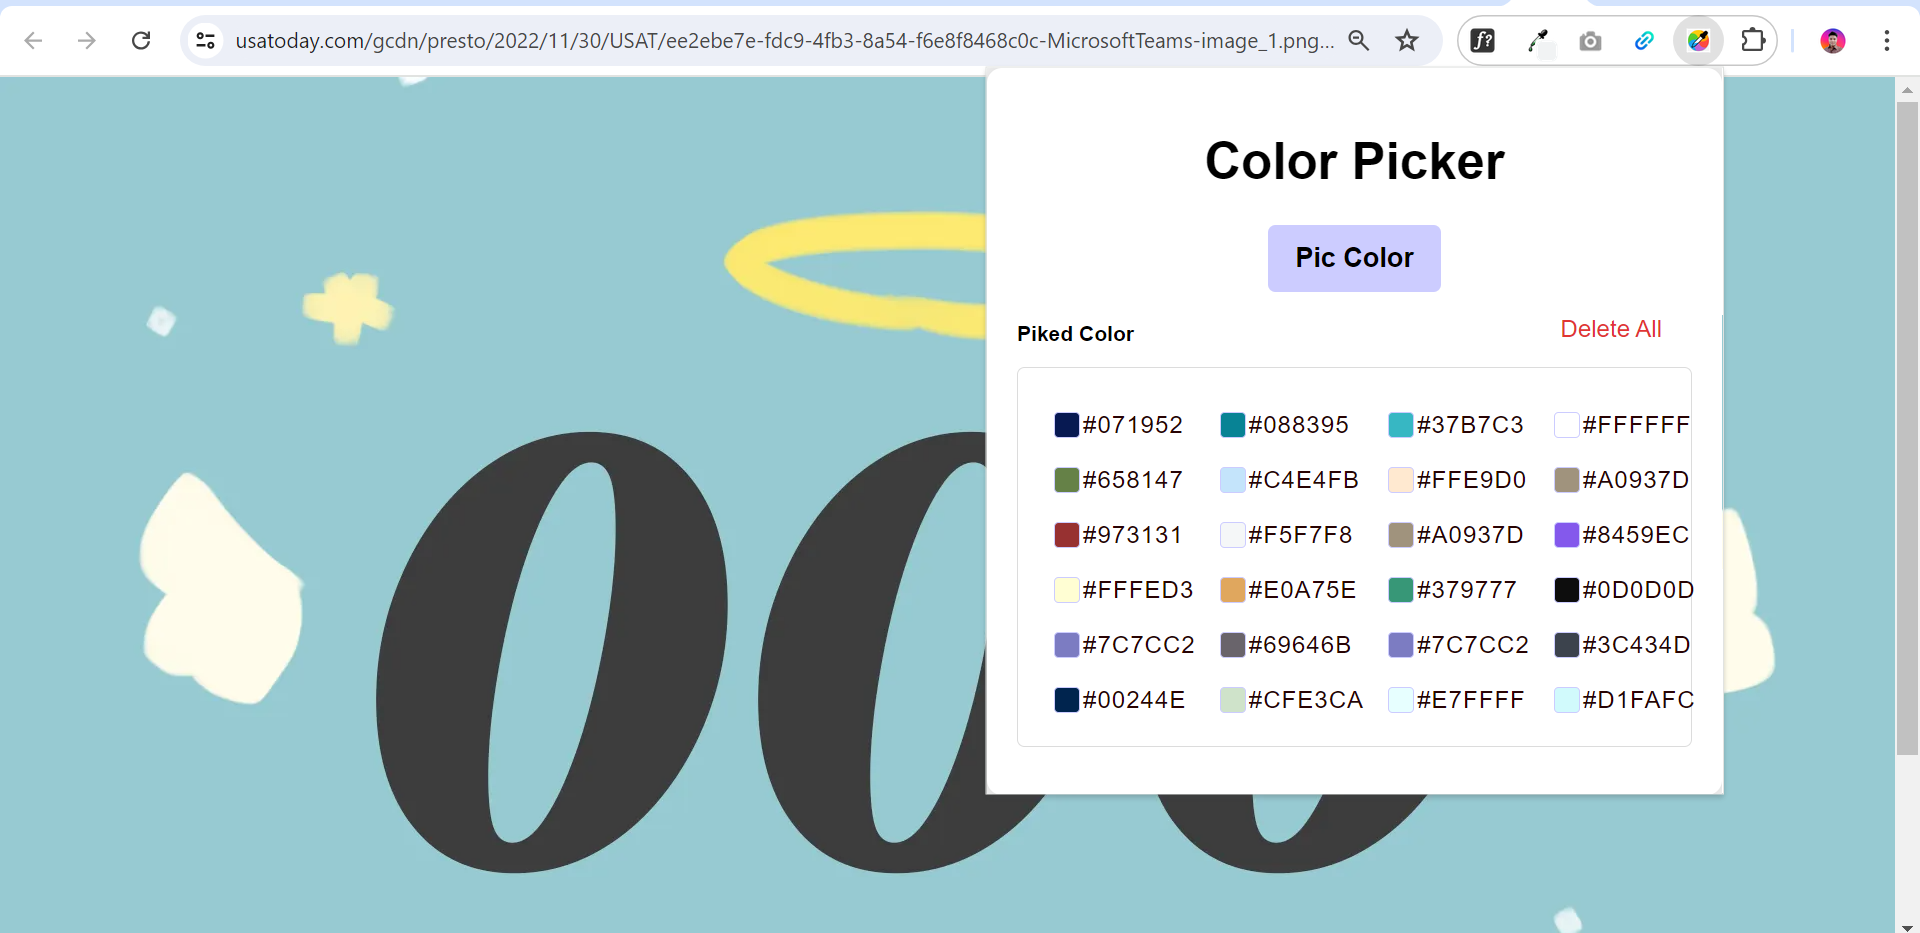 usatoday.com/gcdn/presto/2022/11/30/USAT/ee2ebe7e-fdc9-4fb3-8a54-f6e8f8468c0c-MicrosoftTeams-image_1.png...
f?
Color Picker
Pic Color
Piked Color
Delete All
#071952 #088395 #37B7C3 #FFFFFF
#658147 #C4E4FB #FFE9D0 #A0937D
#973131 #F5F7F8 #A0937D #8459EC
#FFFED3 #E0A75E #379777 #0D0D0D
#7C7CC2 #69646B #7C7CC2 #3C434D
#00244E #CFE3CA #E7FFFF #D1FAFC
000